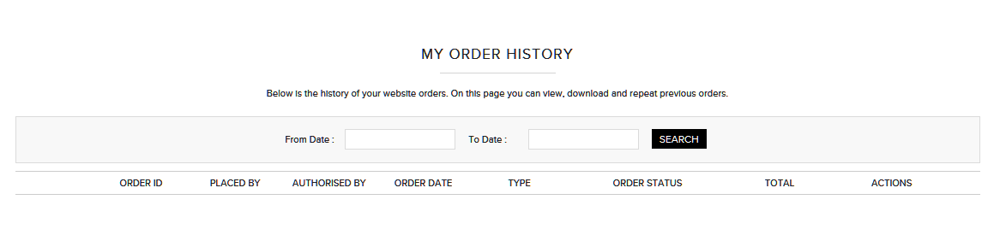 MY ORDER HISTORY
Below is the history of your website orders. On this page you can view, download and repeat previous orders.
From Date : To Date : SEARCH
ORDER ID PLACED BY AUTHORISED BY ORDER DATE TYPE ORDER STATUS TOTAL ACTIONS